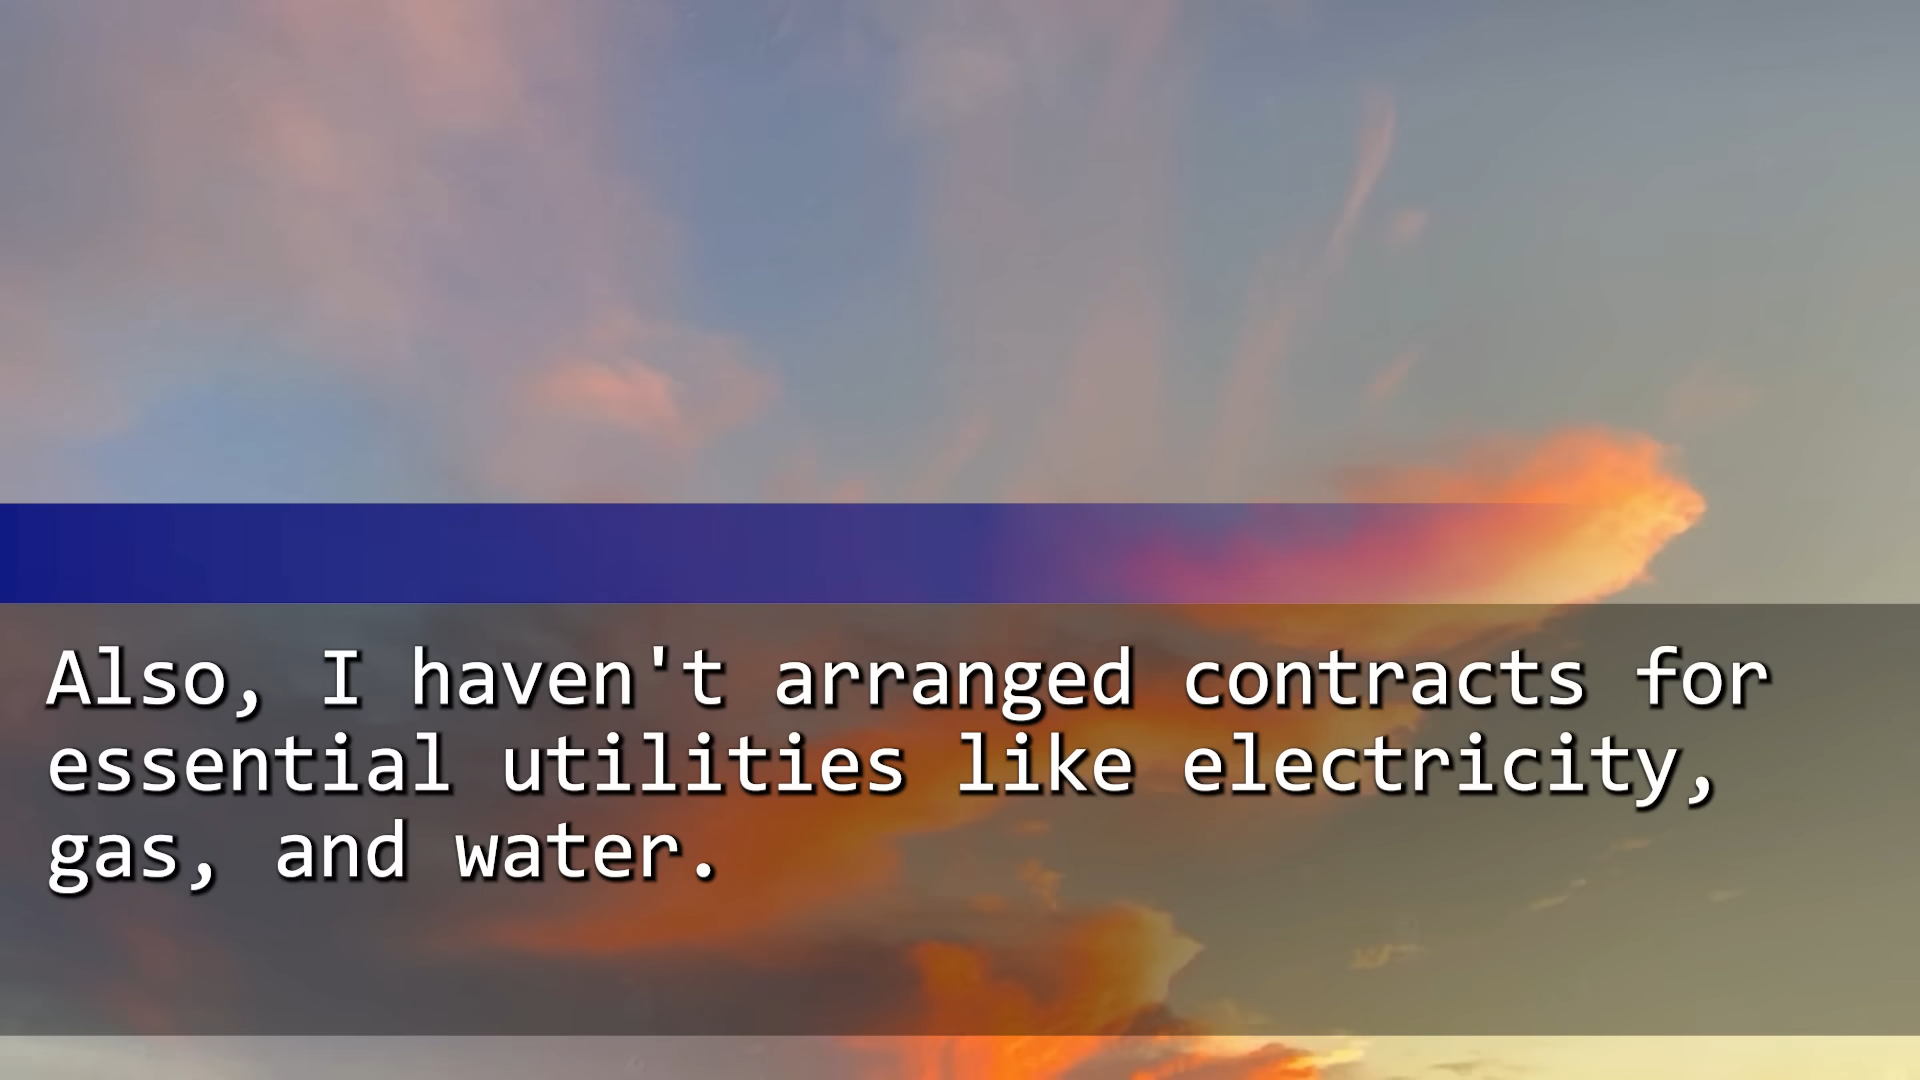 Also, I haven't arranged contracts for
essential utilities like electricity,
gas, and water.